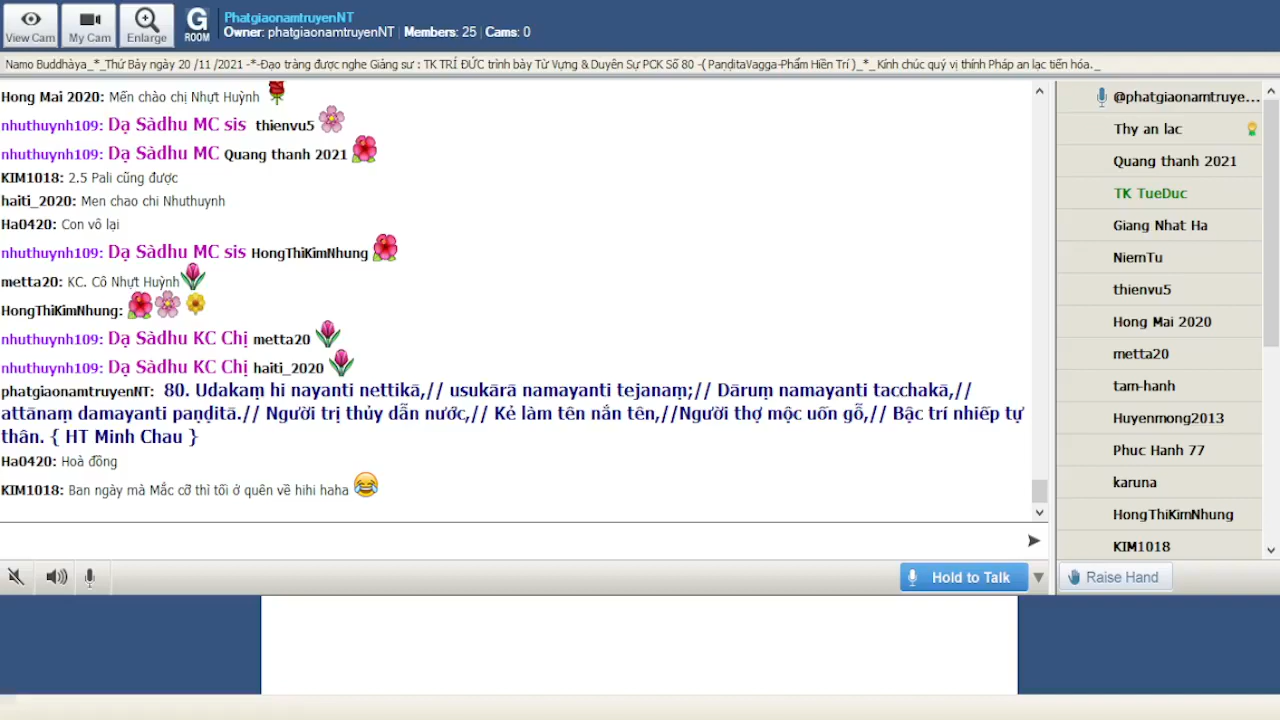 View Cam
My Cam
Enlarge
G
ROOM
PhatgiaonamtruyenNT
Owner: phatgiaonamtruyenNT | Members: 25 | Cams: 0
Namo Buddhàya_*_Thứ Bảy ngày 20 /11 /2021 -*-Đạo tràng được nghe Giảng sư : TK TRÍ ĐỨC trình bày Từ Vựng & Duyên Sự PCK Số 80 -( PaṇḍitaVagga-Phẩm Hiền Trí )_*_ Kính chúc quý vị thính Pháp an lạc tiến hóa._
Hong Mai 2020: Mến chào chị Nhựt Huỳnh
nhuthuynh109: Dạ Sàdhu MC sis thienvu5
nhuthuynh109: Dạ Sàdhu MC Quang thanh 2021
KIM1018: 2.5 Pali cũng được
haiti_2020: Men chao chi Nhuthuynh
Ha0420: Con vô lại
nhuthuynh109: Dạ Sàdhu MC sis HongThiKimNhung
metta20: KC. Cô Nhựt Huỳnh
HongThiKimNhung:
nhuthuynh109: Dạ Sàdhu KC Chị metta20
nhuthuynh109: Dạ Sàdhu KC Chị haiti_2020
phatgiaonamtruyenNT: 80. Udakaṃ hi nayanti nettikā,// usukārā namayanti tejanaṃ;// Dāruṃ namayanti tacchakā,//
attānaṃ damayanti paṇḍitā.// Người trị thủy dẫn nước,// Kẻ làm tên nắn tên,//Người thợ mộc uốn gỗ,// Bậc trí nhiếp tự
thân. { HT Minh Chau }
Ha0420: Hoà đồng
KIM1018: Ban ngày mà Mắc cỡ thì tối ở quên về hihi haha
Hold to Talk
@phatgiaonamtruye...
Thy an lac
Quang thanh 2021
TK TueDuc
Giang Nhat Ha
NiemTu
thienvu5
Hong Mai 2020
metta20
tam-hanh
Huyenmong2013
Phuc Hanh 77
karuna
HongThiKimNhung
KIM1018
Raise Hand